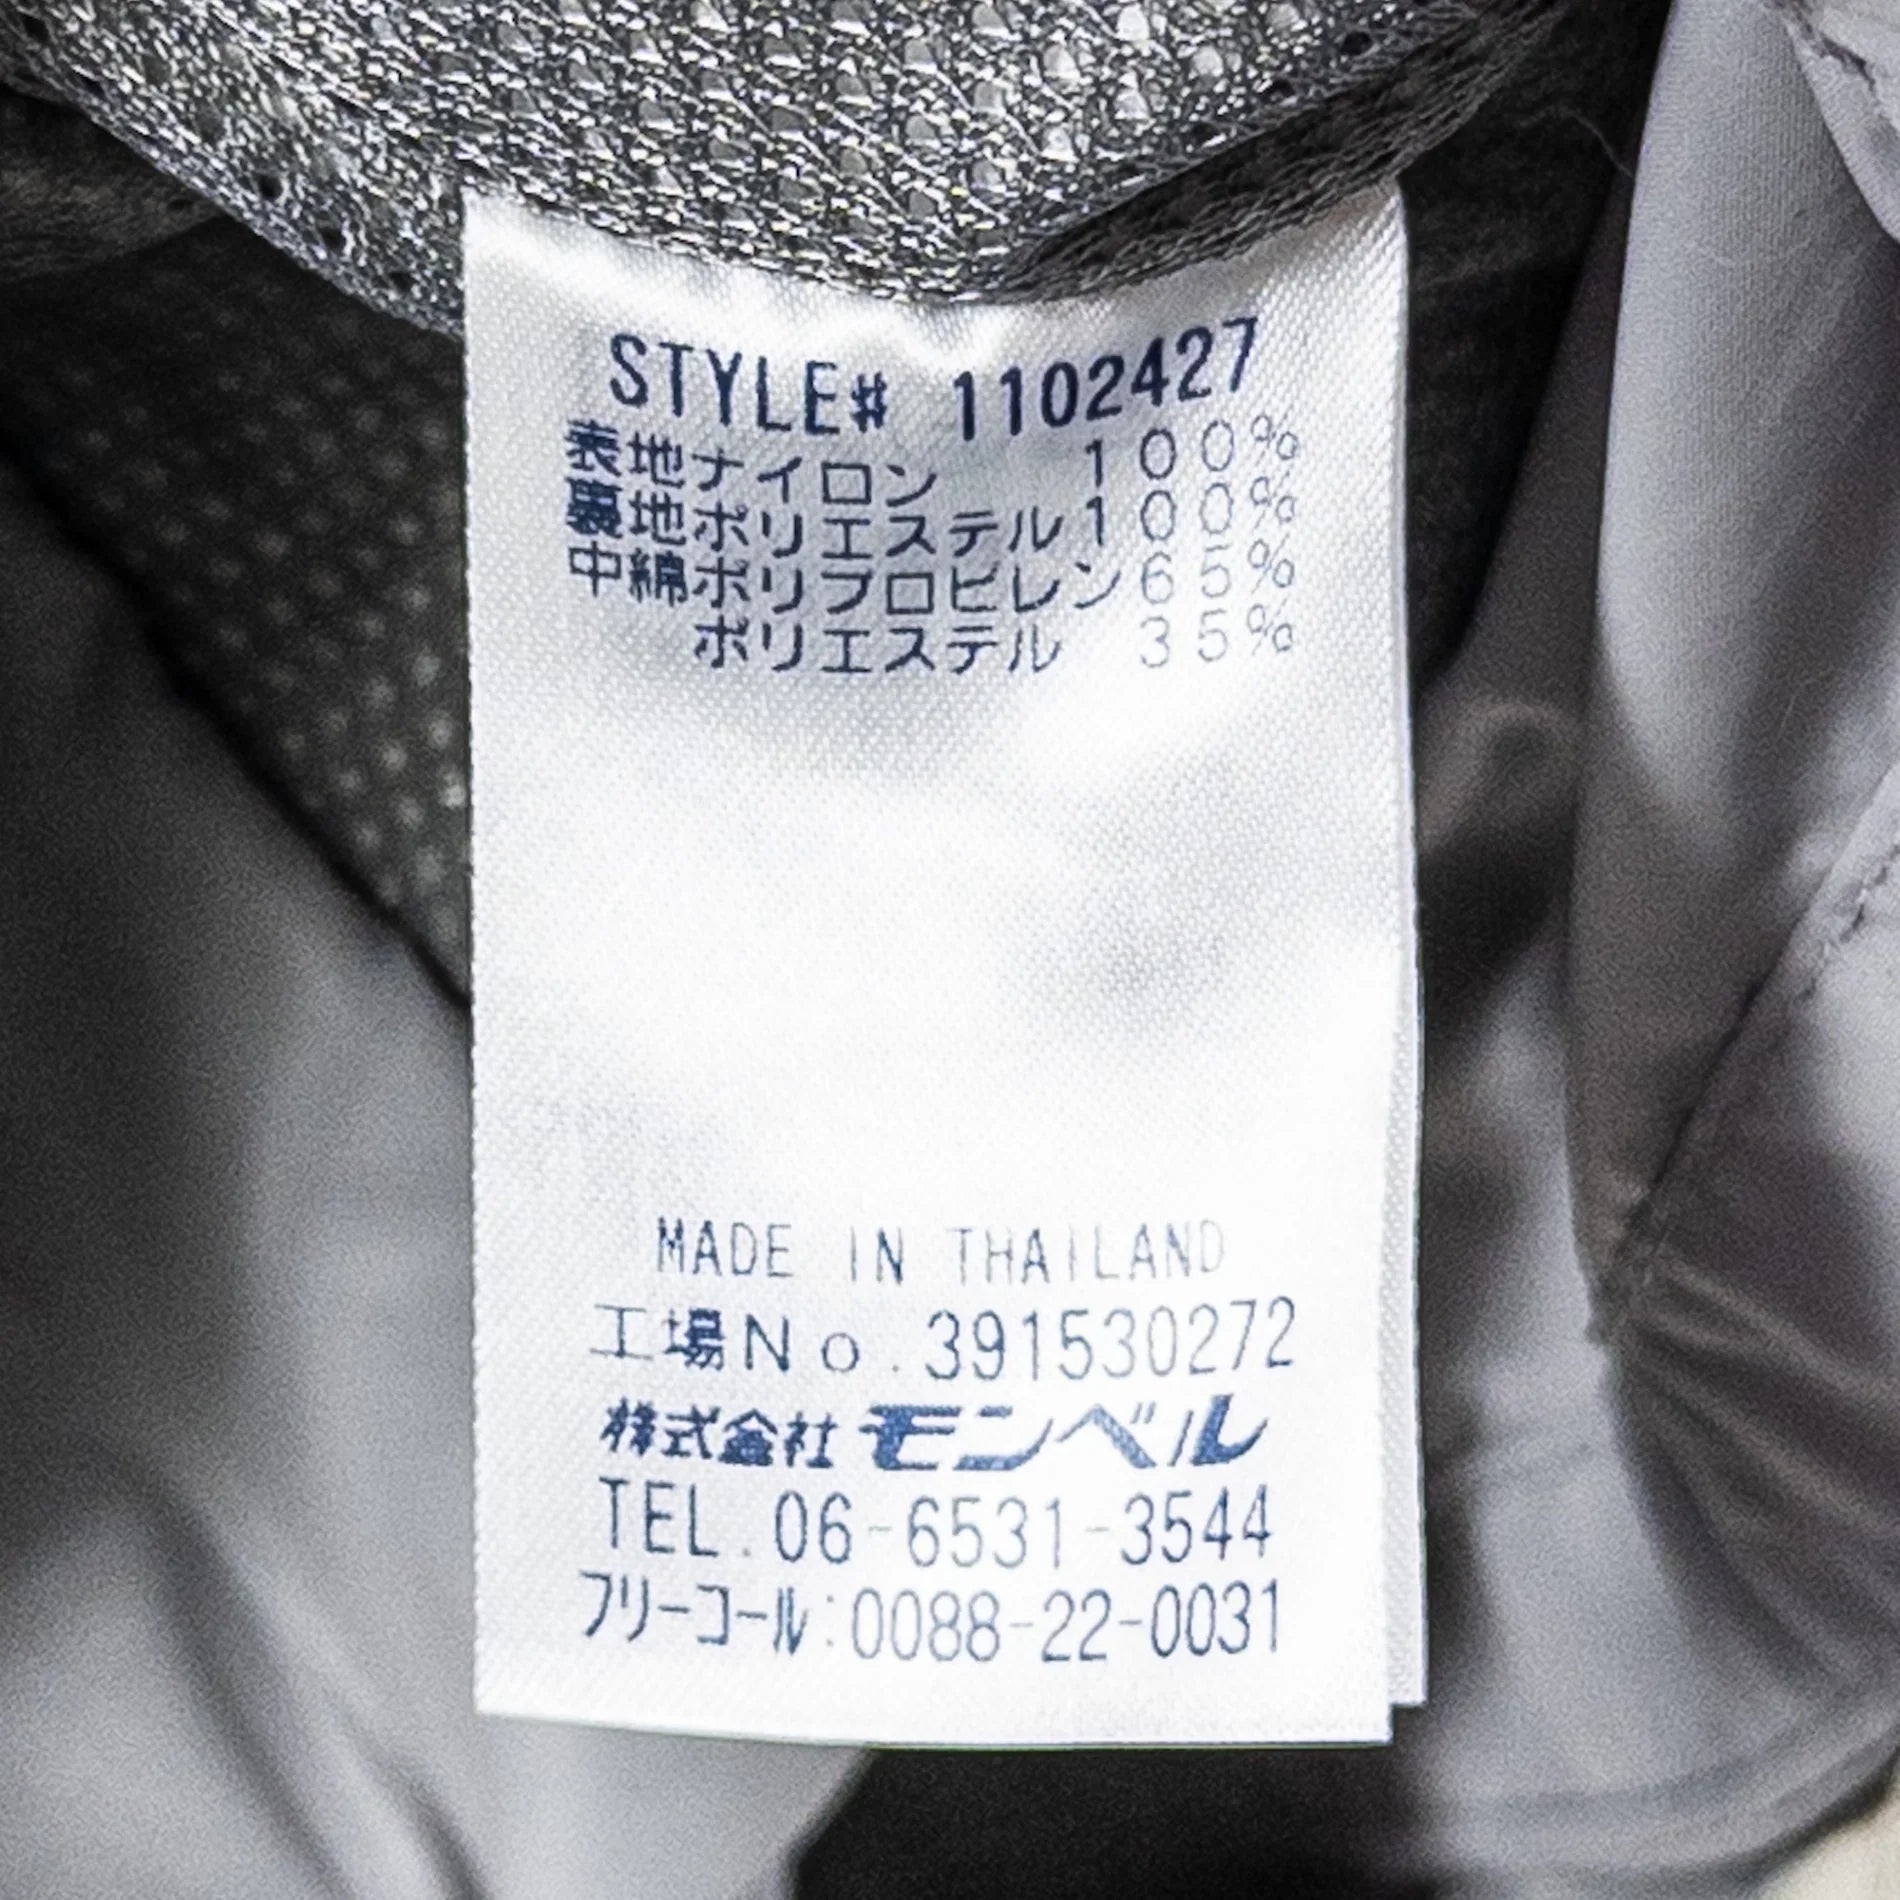 STYLE# 1102427
表地ナイロン 100%
裏地ポリエステル100%
中綿ポリプロピレン65%
ポリエステル 35%
MADE IN THAILAND
工場No.391530272
株式会社モンベル
TEL.06-6531-3544
フリーコール:0088-22-0031